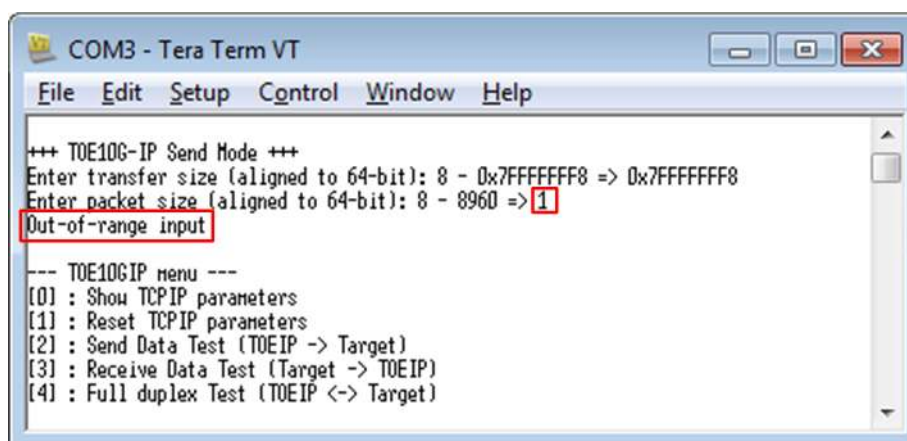 COM3 - Tera Term VT
File Edit Setup Control Window Help
+++ TOE10G-IP Send Mode +++
Enter transfer size (aligned to 64-bit): 8 - 0x7FFFFFFF8 => 0x7FFFFFFF8
Enter packet size (aligned to 64-bit): 8 - 8960 => 1
Out-of-range input
--- TOE10GIP menu ---
[0] : Show TCPIP parameters
[1] : Reset TCPIP parameters
[2] : Send Data Test (TOEIP -> Target)
[3] : Receive Data Test (Target -> TOEIP)
[4] : Full duplex Test (TOEIP <-> Target)